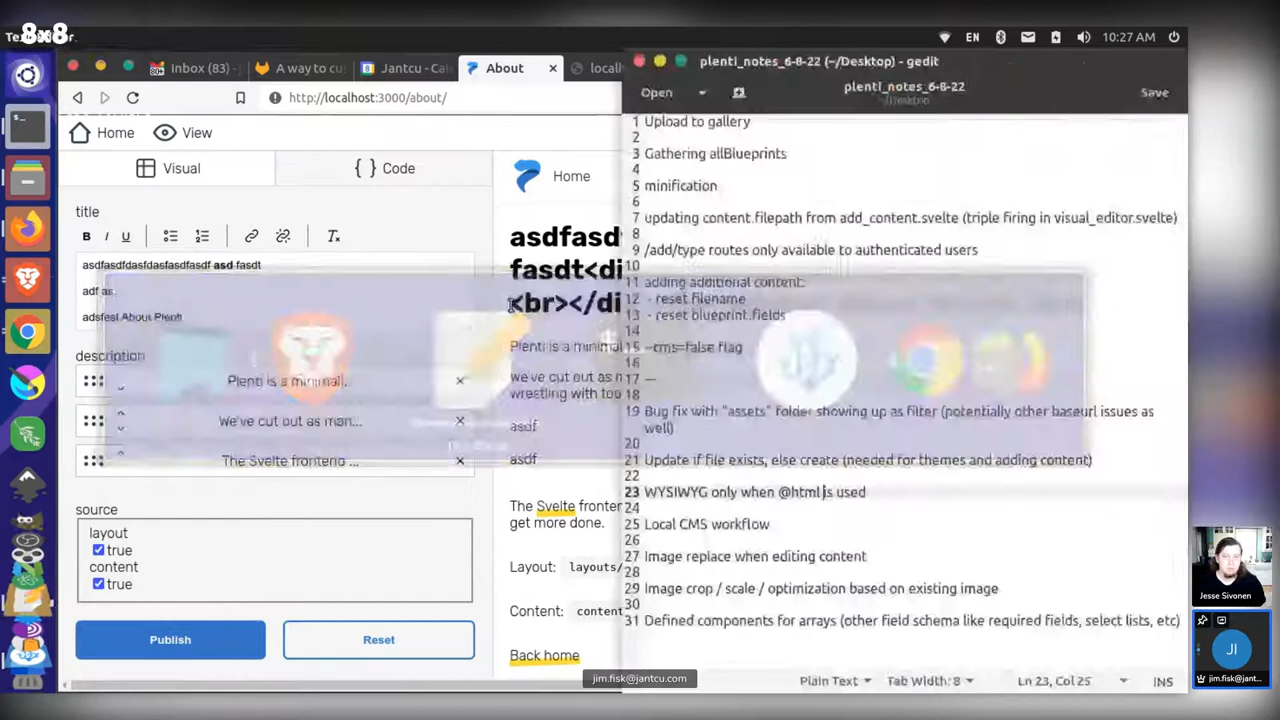 8x8
EN
10:27 AM
Inbox (83) -
A way to cu
Jantcu - Cal
About
localh
http://localhost:3000/about/
Home
View
Visual
{ } Code
title
B I U
asdfasfdasfdasfasdfasdf asd fasdt
adf as.
adsfest About Plenti
description
Plenti is a minimal...
We've cut out as man...
The Svelte frontend ...
source
layout
true
content
true
Publish
Reset
Home
asdfasd
fasdt<di
<br></di
Plenti is a minimal
we've cut out as m
wrestling with too
asdf
asdf
The Svelte fronter
get more done.
Layout: layouts/
Content: content
Back home
plenti_notes_6-8-22 (~/Desktop) - gedit
Open
plenti_notes_6-8-22
~/Desktop
Save
1 Upload to gallery
2
3 Gathering allBlueprints
4
5 minification
6
7 updating content.filepath from add_content.svelte (triple firing in visual_editor.svelte)
8
9 /add/type routes only available to authenticated users
10
11 adding additional content:
12 - reset filename
13 - reset blueprint.fields
14
15 --cms=false flag
16
17 ---
18
19 Bug fix with "assets" folder showing up as filter (potentially other baseurl issues as
well)
20
21 Update if file exists, else create (needed for themes and adding content)
22
23 WYSIWYG only when @html is used
24
25 Local CMS workflow
26
27 Image replace when editing content
28
29 Image crop / scale / optimization based on existing image
30
31 Defined components for arrays (other field schema like required fields, select lists, etc)
Plain Text
Tab Width: 8
Ln 23, Col 25
INS
Jesse Sivonen
JI
jim.fisk@jantc...
jim.fisk@jantcu.com